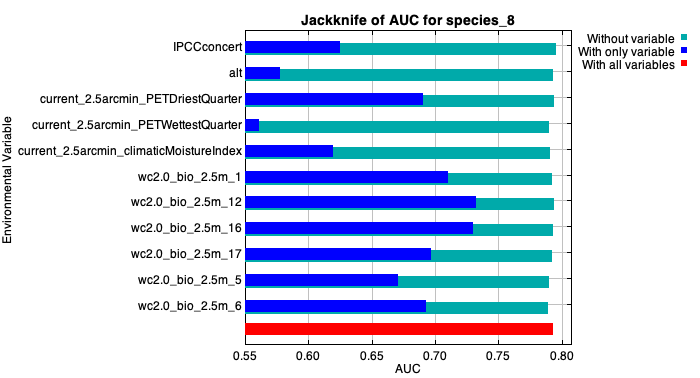 Jackknife of AUC for species_8
Without variable
With only variable
With all variables
Environmental Variable
IPCCconcert
alt
current_2.5arcmin_PETDriestQuarter
current_2.5arcmin_PETWettestQuarter
current_2.5arcmin_climaticMoistureIndex
wc2.0_bio_2.5m_1
wc2.0_bio_2.5m_12
wc2.0_bio_2.5m_16
wc2.0_bio_2.5m_17
wc2.0_bio_2.5m_5
wc2.0_bio_2.5m_6
0.55 0.60 0.65 0.70 0.75 0.80
AUC